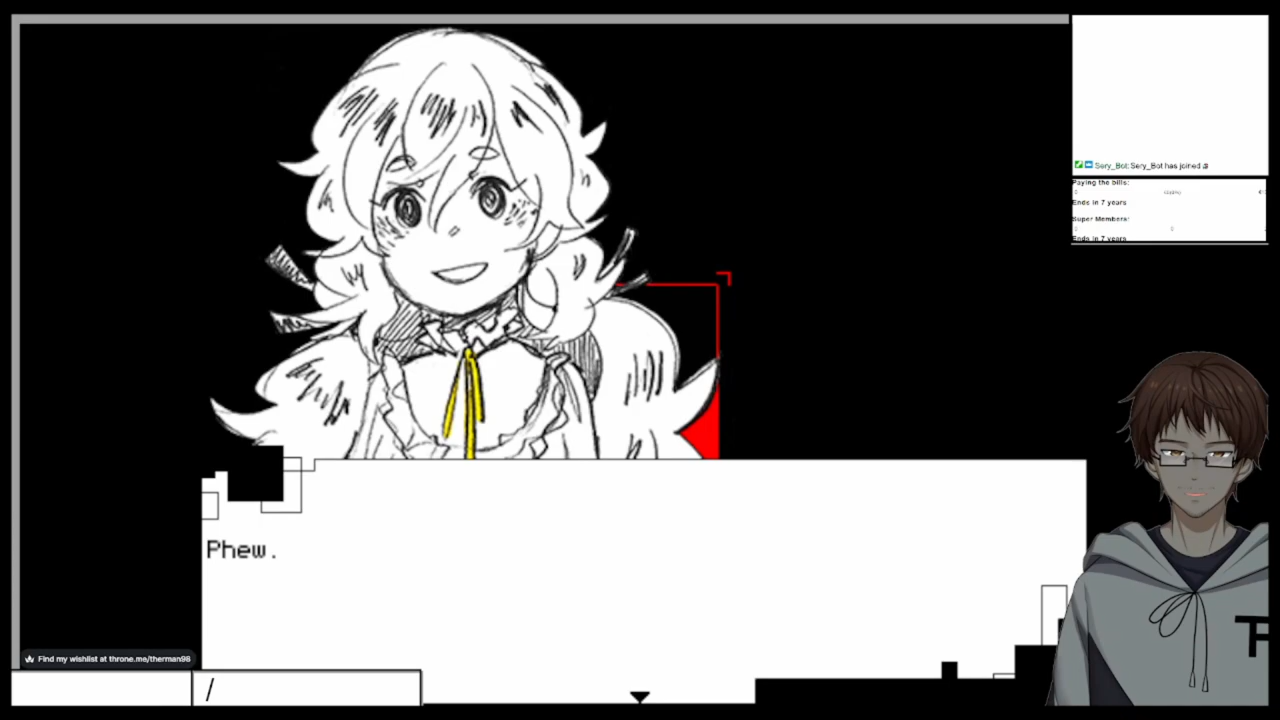 Sery_Bot: Sery_Bot has joined
Paying the bills:
Ends in 7 years
Super Members:
Ends in 7 years
Phew.
Find my wishlist at throne.me/therman98
/